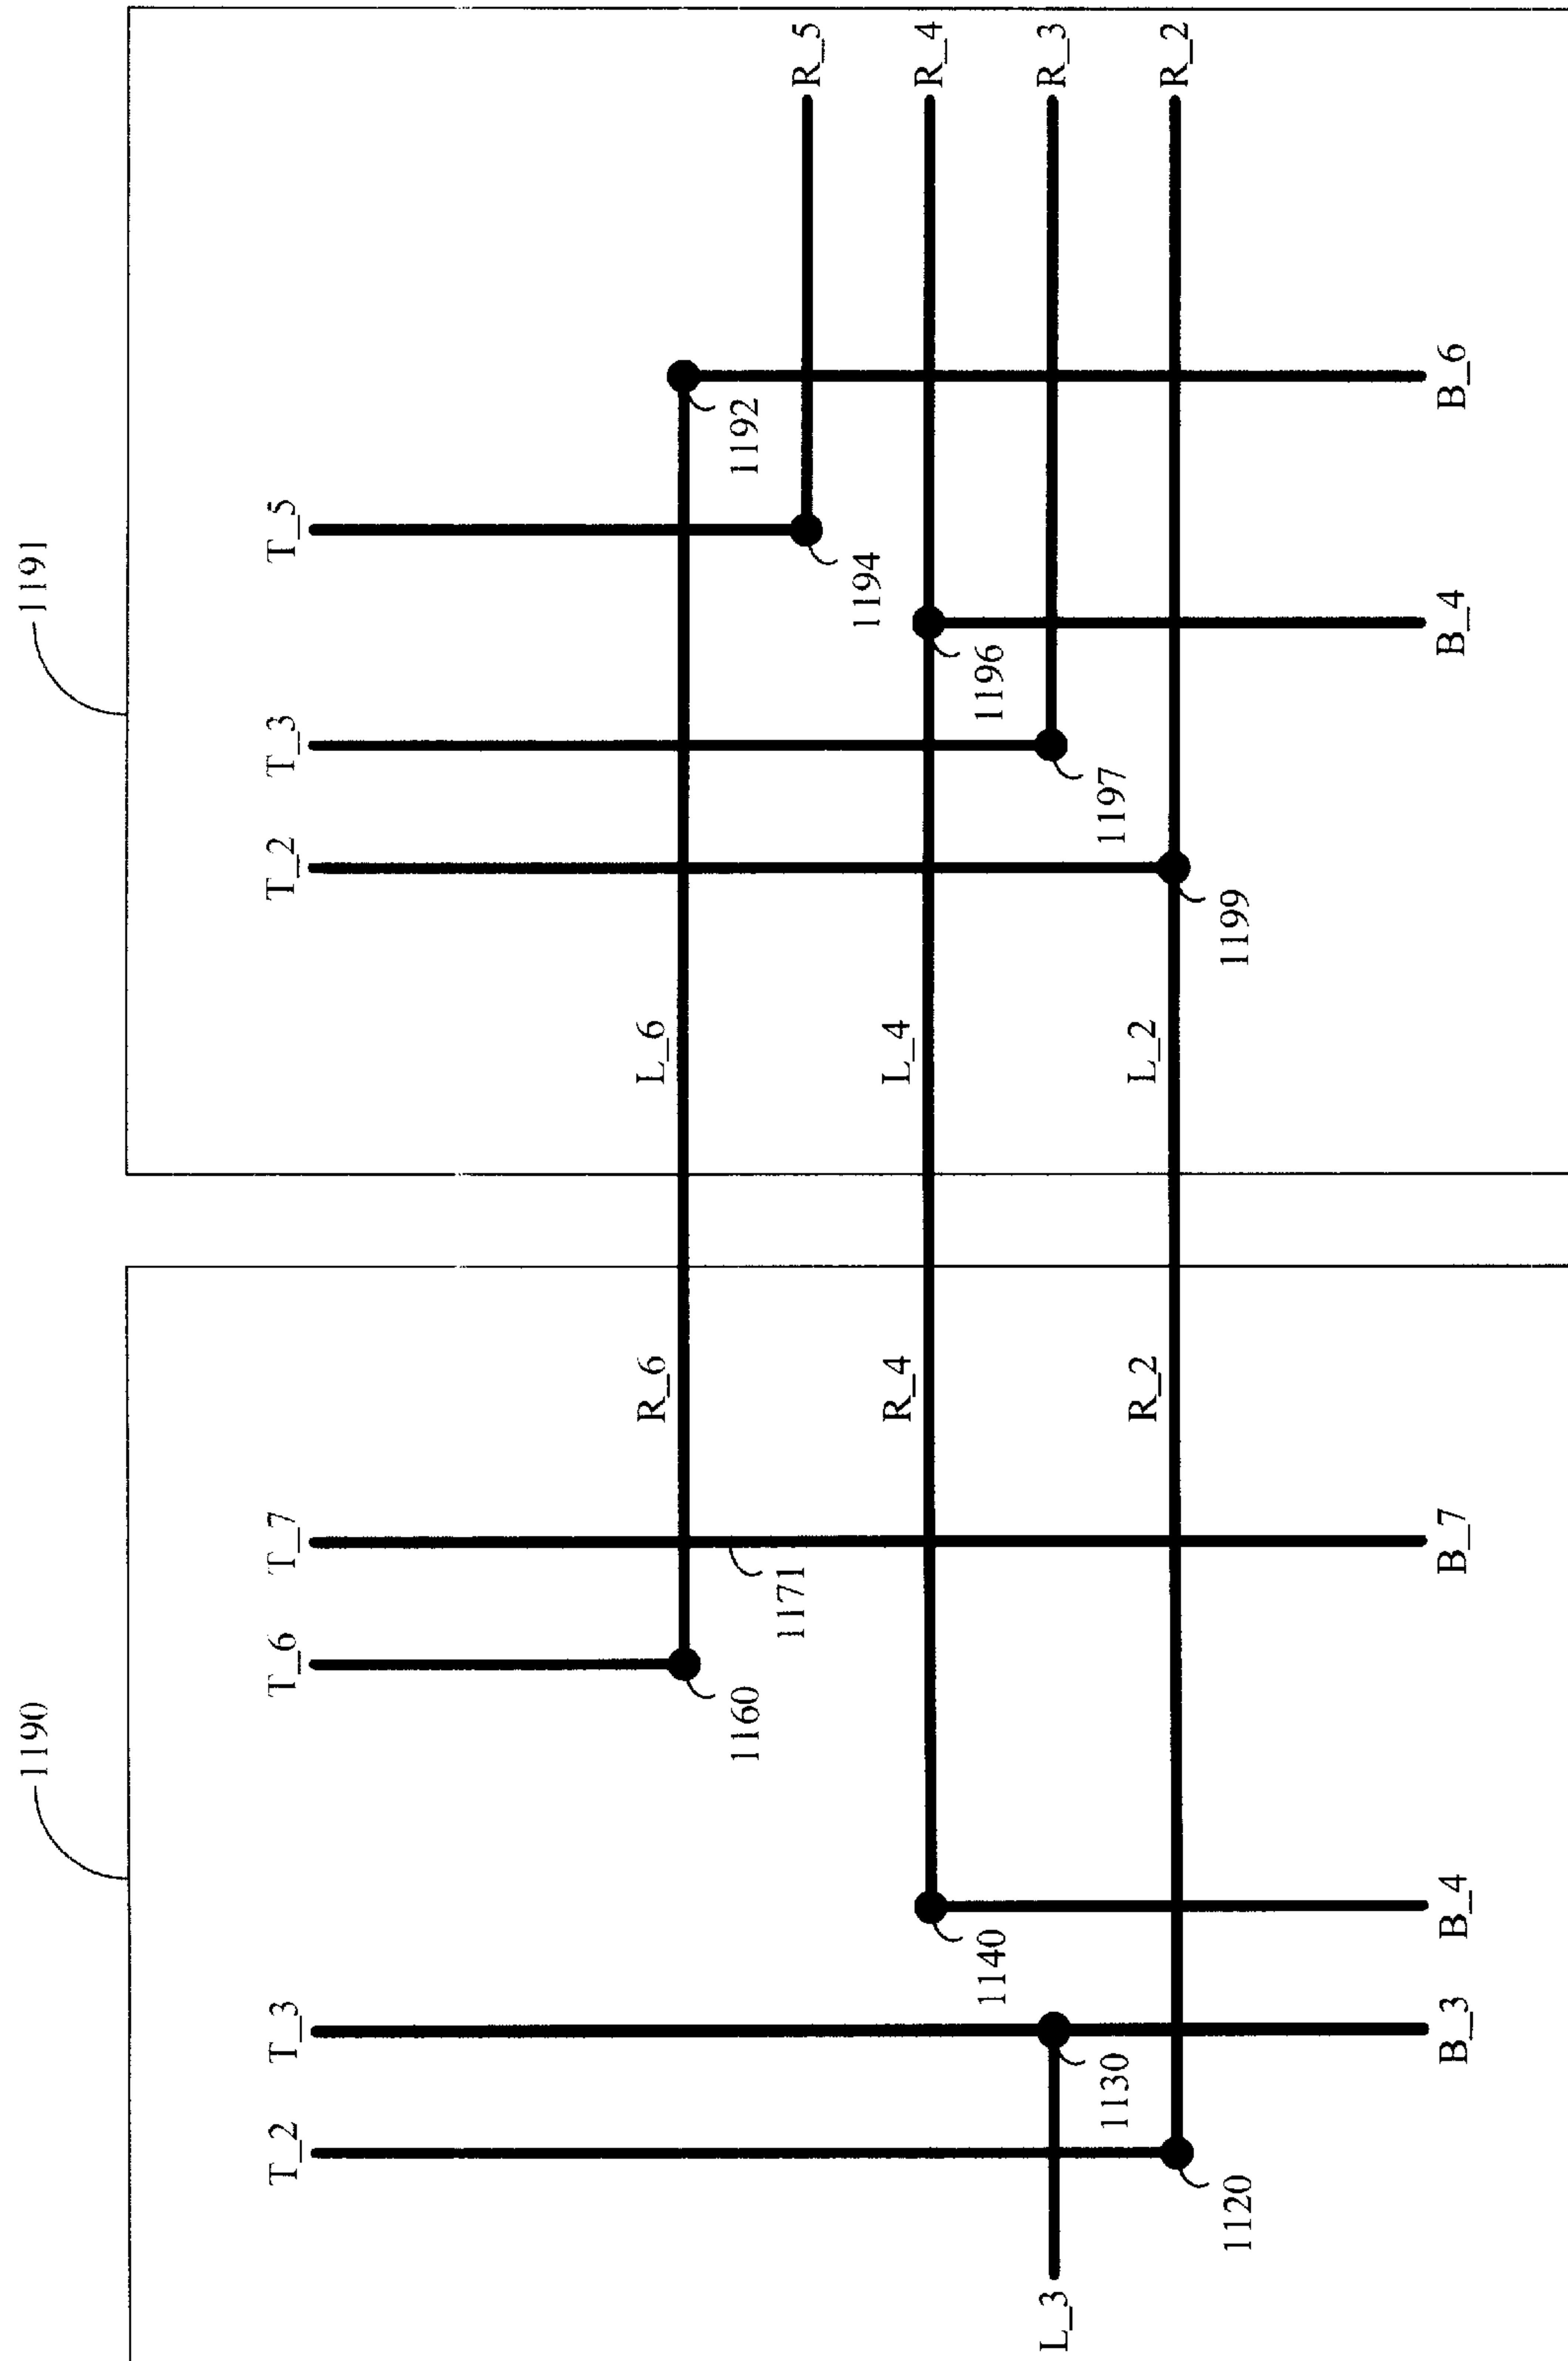 1191
T_5
T_3
T_2
R_5
R_4
R_3
R_2
1192
1194
1196
1197
1199
B_6
B_4
L_6
L_4
L_2
1190
T_7
T_6
T_3
T_2
R_6
R_4
R_2
1171
1160
1140
1130
1120
B_7
B_4
B_3
L_3